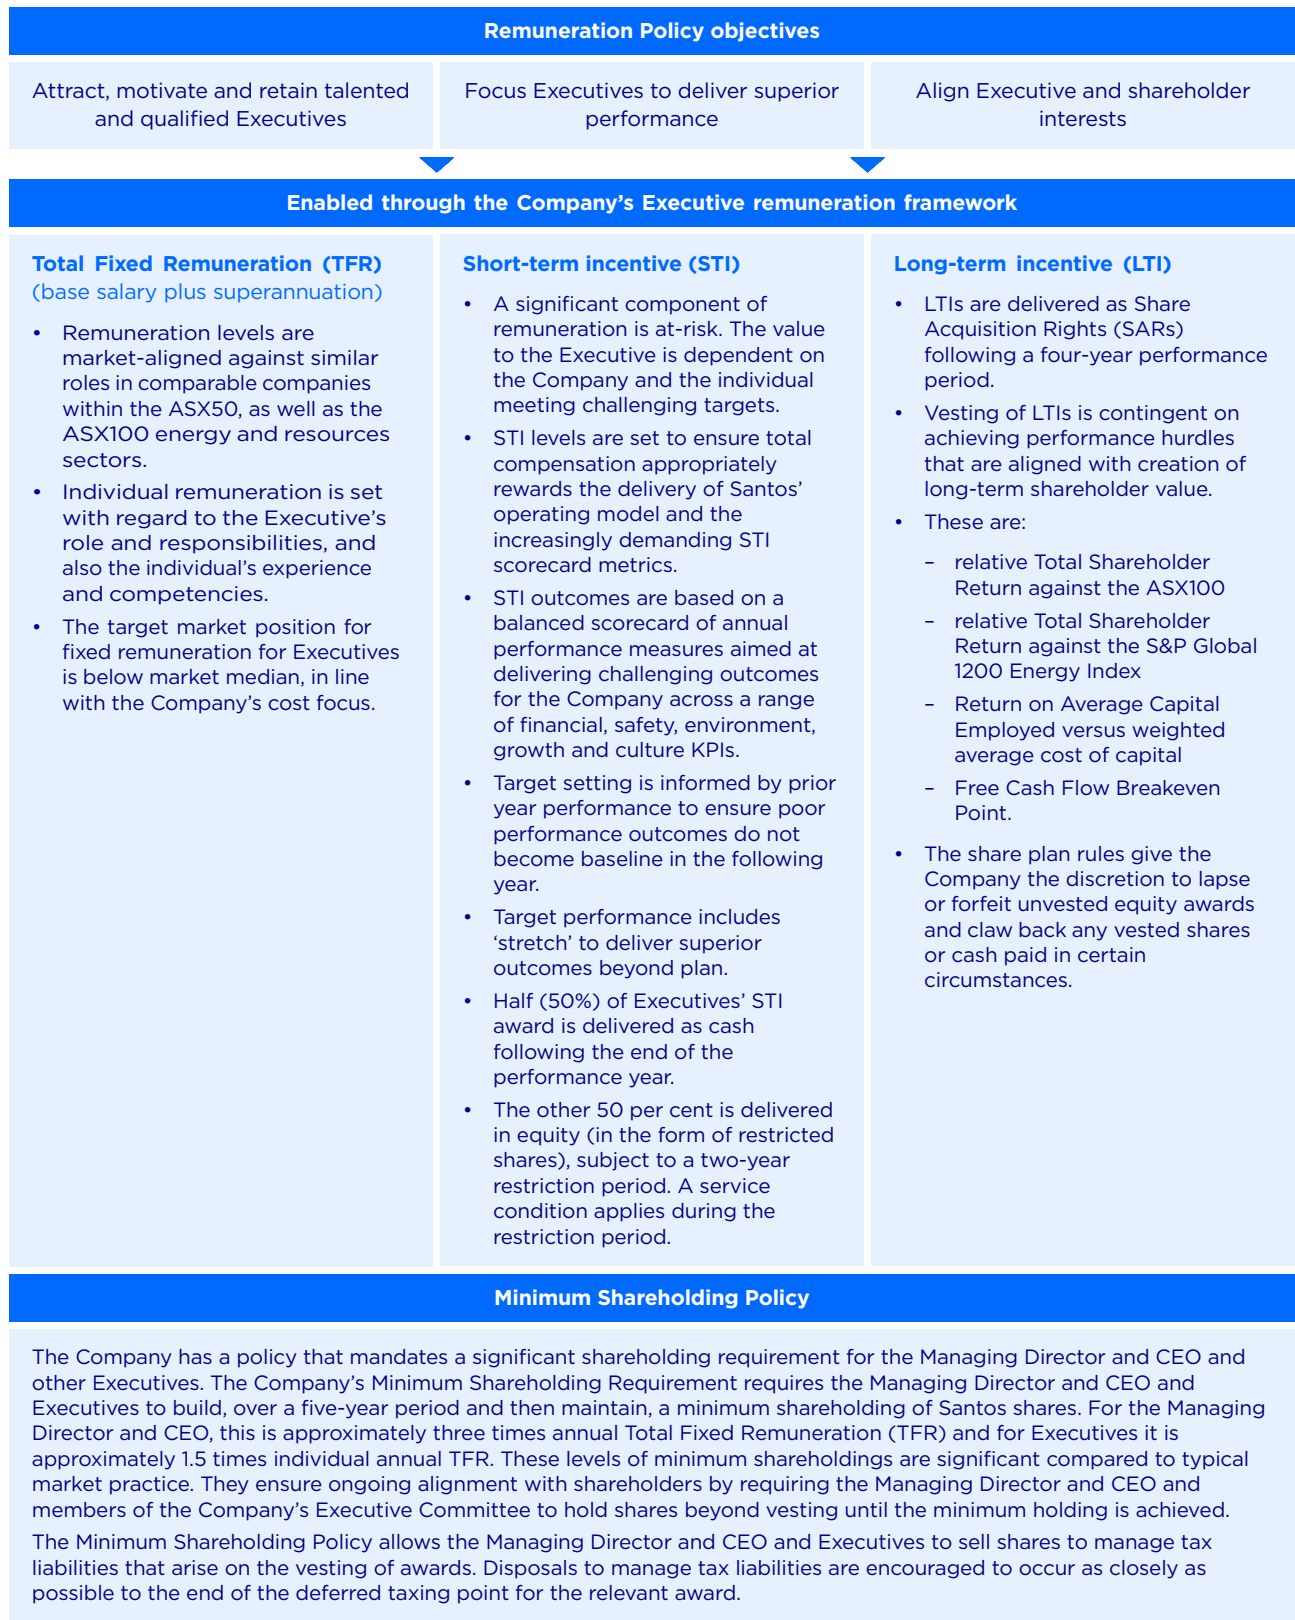 Remuneration Policy objectives
Attract, motivate and retain talented
and qualified Executives
Focus Executives to deliver superior
performance
Align Executive and shareholder
interests
Enabled through the Company’s Executive remuneration framework
Total Fixed Remuneration (TFR)
(base salary plus superannuation)
• Remuneration levels are
market-aligned against similar
roles in comparable companies
within the ASX50, as well as the
ASX100 energy and resources
sectors.
• Individual remuneration is set
with regard to the Executive’s
role and responsibilities, and
also the individual’s experience
and competencies.
• The target market position for
fixed remuneration for Executives
is below market median, in line
with the Company’s cost focus.
Short-term incentive (STI)
• A significant component of
remuneration is at-risk. The value
to the Executive is dependent on
the Company and the individual
meeting challenging targets.
• STI levels are set to ensure total
compensation appropriately
rewards the delivery of Santos’
operating model and the
increasingly demanding STI
scorecard metrics.
• STI outcomes are based on a
balanced scorecard of annual
performance measures aimed at
delivering challenging outcomes
for the Company across a range
of financial, safety, environment,
growth and culture KPIs.
• Target setting is informed by prior
year performance to ensure poor
performance outcomes do not
become baseline in the following
year.
• Target performance includes
‘stretch’ to deliver superior
outcomes beyond plan.
• Half (50%) of Executives’ STI
award is delivered as cash
following the end of the
performance year.
• The other 50 per cent is delivered
in equity (in the form of restricted
shares), subject to a two-year
restriction period. A service
condition applies during the
restriction period.
Long-term incentive (LTI)
• LTIs are delivered as Share
Acquisition Rights (SARs)
following a four-year performance
period.
• Vesting of LTIs is contingent on
achieving performance hurdles
that are aligned with creation of
long-term shareholder value.
• These are:
– relative Total Shareholder
Return against the ASX100
– relative Total Shareholder
Return against the S&P Global
1200 Energy Index
– Return on Average Capital
Employed versus weighted
average cost of capital
– Free Cash Flow Breakeven
Point.
• The share plan rules give the
Company the discretion to lapse
or forfeit unvested equity awards
and claw back any vested shares
or cash paid in certain
circumstances.
Minimum Shareholding Policy
The Company has a policy that mandates a significant shareholding requirement for the Managing Director and CEO and
other Executives. The Company’s Minimum Shareholding Requirement requires the Managing Director and CEO and
Executives to build, over a five-year period and then maintain, a minimum shareholding of Santos shares. For the Managing
Director and CEO, this is approximately three times annual Total Fixed Remuneration (TFR) and for Executives it is
approximately 1.5 times individual annual TFR. These levels of minimum shareholdings are significant compared to typical
market practice. They ensure ongoing alignment with shareholders by requiring the Managing Director and CEO and
members of the Company’s Executive Committee to hold shares beyond vesting until the minimum holding is achieved.
The Minimum Shareholding Policy allows the Managing Director and CEO and Executives to sell shares to manage tax
liabilities that arise on the vesting of awards. Disposals to manage tax liabilities are encouraged to occur as closely as
possible to the end of the deferred taxing point for the relevant award.